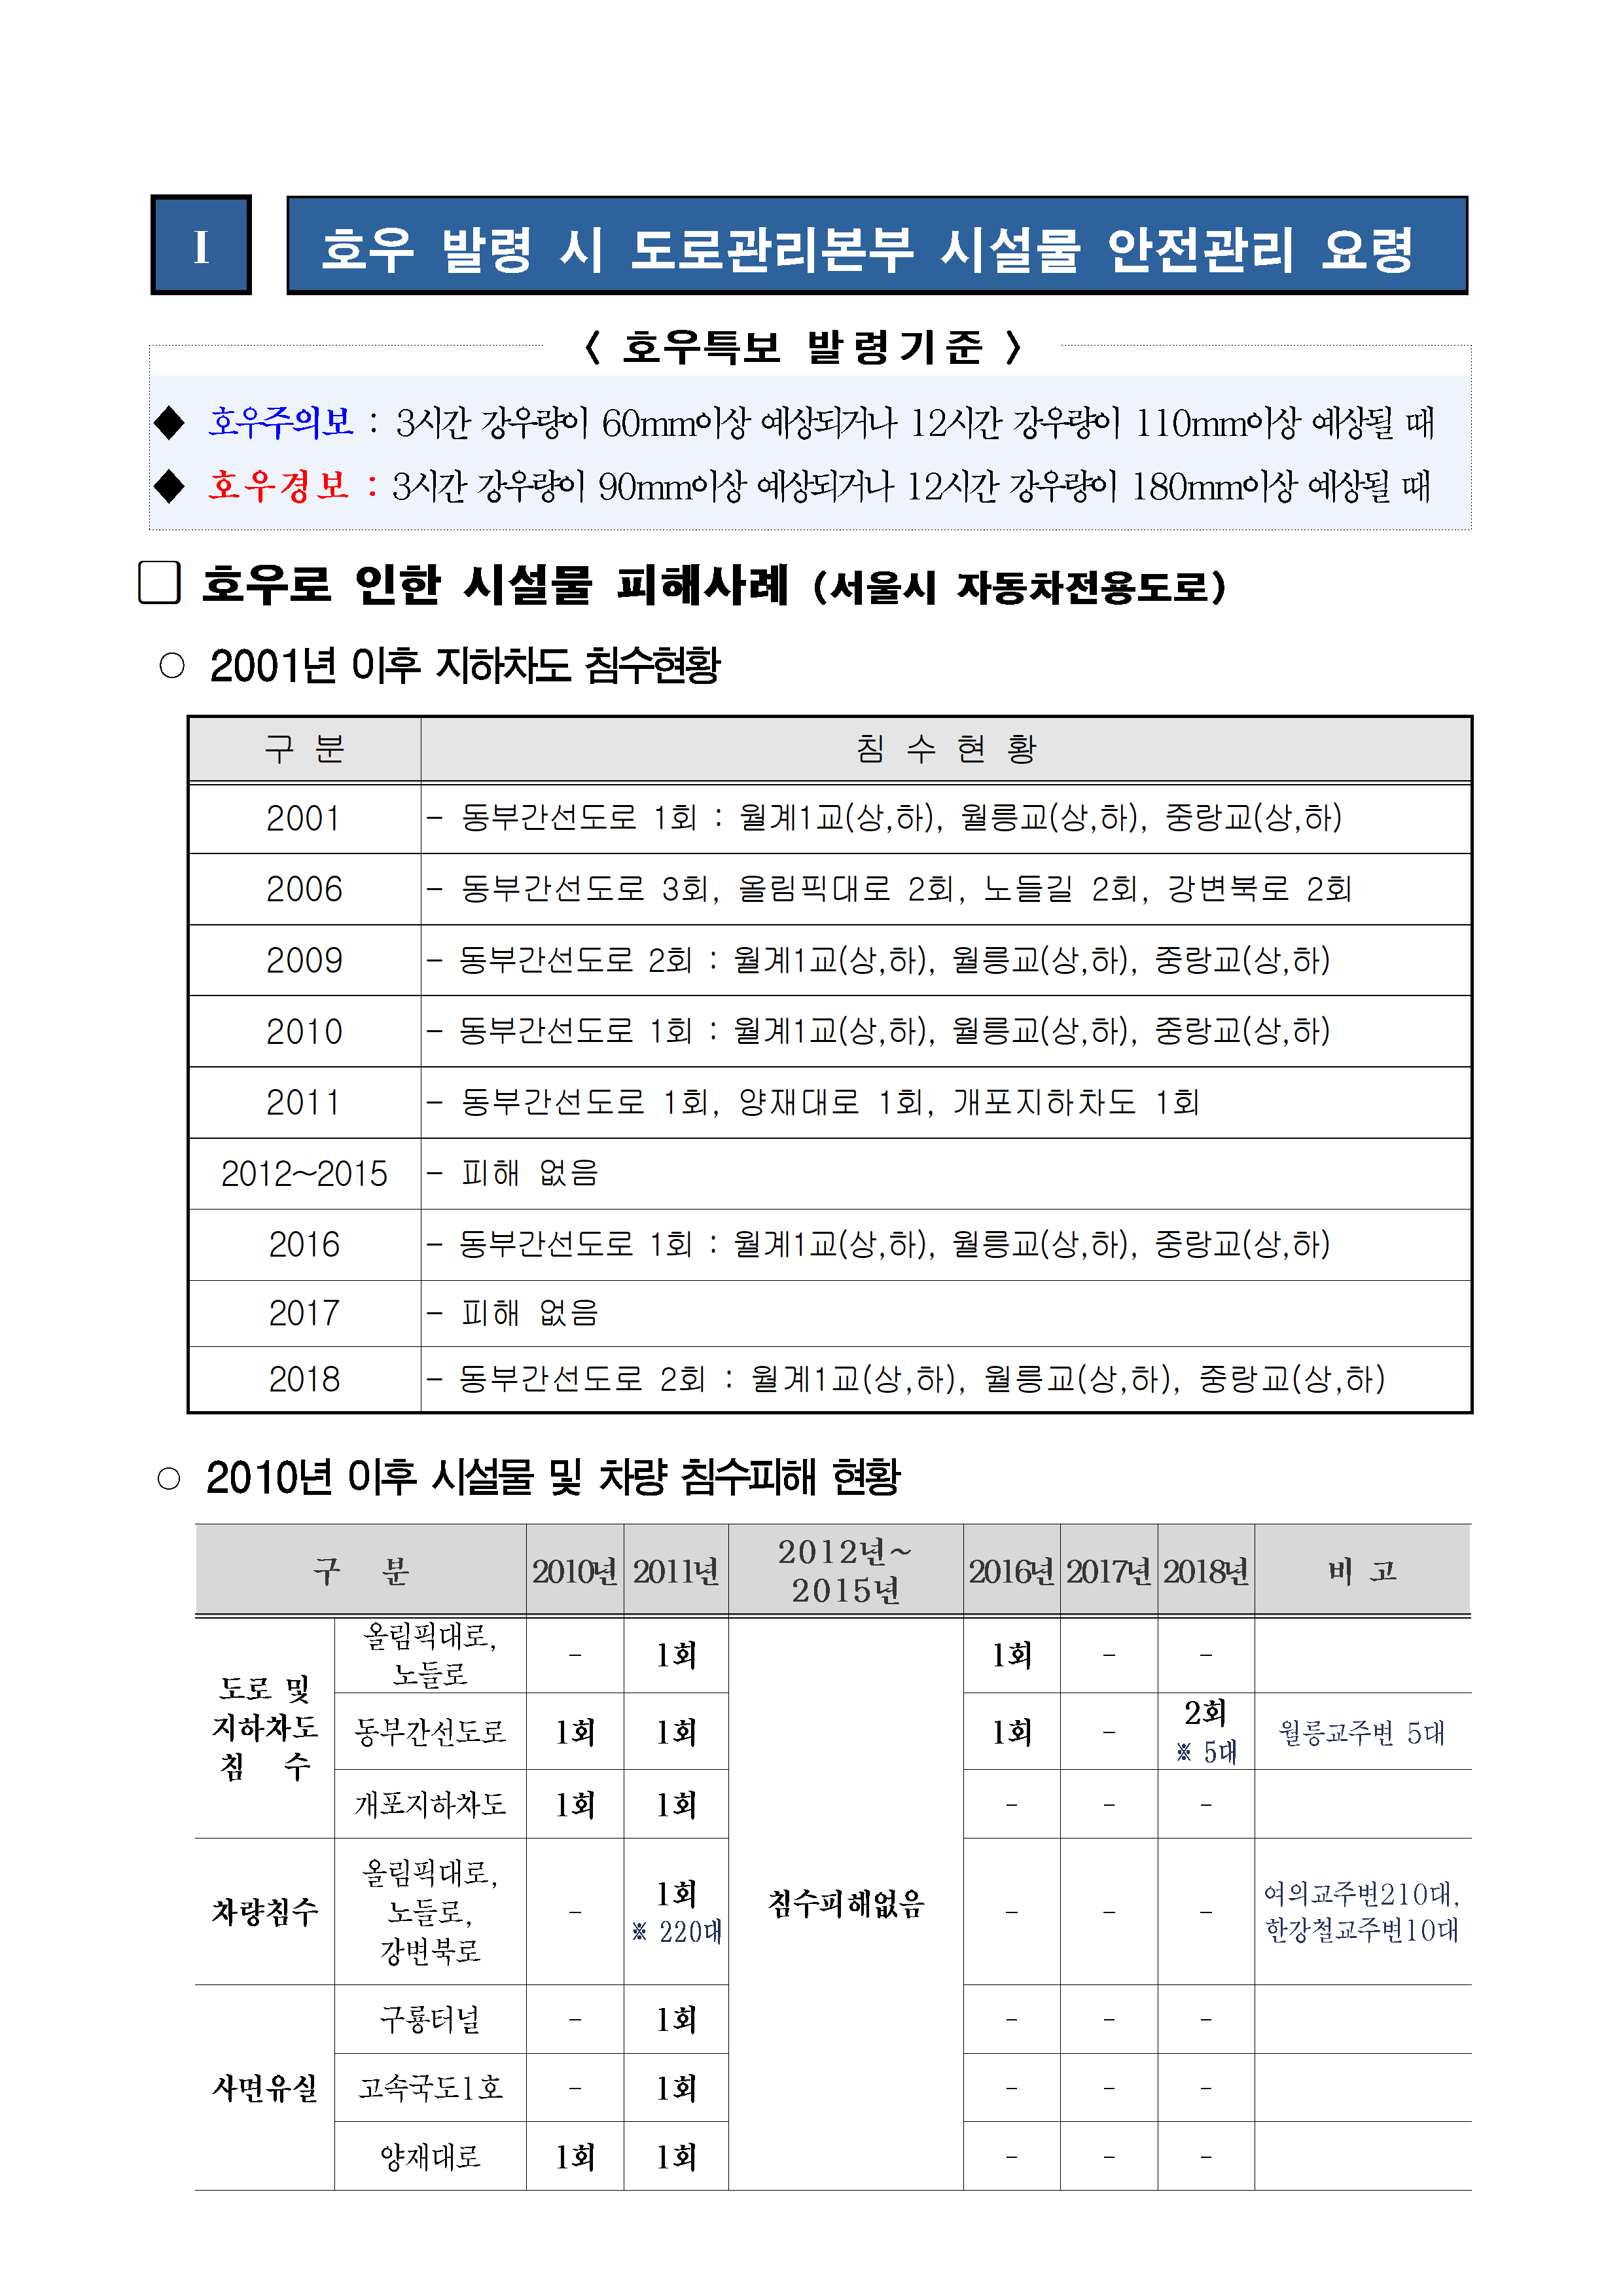 I
호우 발령 시 도로관리본부 시설물 안전관리 요령
< 호우특보 발령기준 >
◆ 호우주의보 : 3시간 강우량이 60mm이상 예상되거나 12시간 강우량이 110mm이상 예상될 때
◆ 호우경보 : 3시간 강우량이 90mm이상 예상되거나 12시간 강우량이 180mm이상 예상될 때
□ 호우로 인한 시설물 피해사례 (서울시 자동차전용도로)
○ 2001년 이후 지하차도 침수현황
구 분 침 수 현 황
2001 - 동부간선도로 1회 : 월계1교(상,하), 월릉교(상,하), 중랑교(상,하)
2006 - 동부간선도로 3회, 올림픽대로 2회, 노들길 2회, 강변북로 2회
2009 - 동부간선도로 2회 : 월계1교(상,하), 월릉교(상,하), 중랑교(상,하)
2010 - 동부간선도로 1회 : 월계1교(상,하), 월릉교(상,하), 중랑교(상,하)
2011 - 동부간선도로 1회, 양재대로 1회, 개포지하차도 1회
2012~2015 - 피해 없음
2016 - 동부간선도로 1회 : 월계1교(상,하), 월릉교(상,하), 중랑교(상,하)
2017 - 피해 없음
2018 - 동부간선도로 2회 : 월계1교(상,하), 월릉교(상,하), 중랑교(상,하)
○ 2010년 이후 시설물 및 차량 침수피해 현황
구 분 2010년 2011년 2012년~ 2015년 2016년 2017년 2018년 비 고
도로 및
지하차도
침 수
올림픽대로,
노들로
- 1회 1회 - -
동부간선도로 1회 1회 1회 - 2회
※ 5대
월릉교주변 5대
개포지하차도 1회 1회 - - -
차량침수
올림픽대로,
노들로,
강변북로
- 1회
※ 220대
침수피해없음
- - -
여의교주변210대,
한강철교주변10대
사면유실
구룡터널 - 1회 - - -
고속국도1호 - 1회 - - -
양재대로 1회 1회 - - -